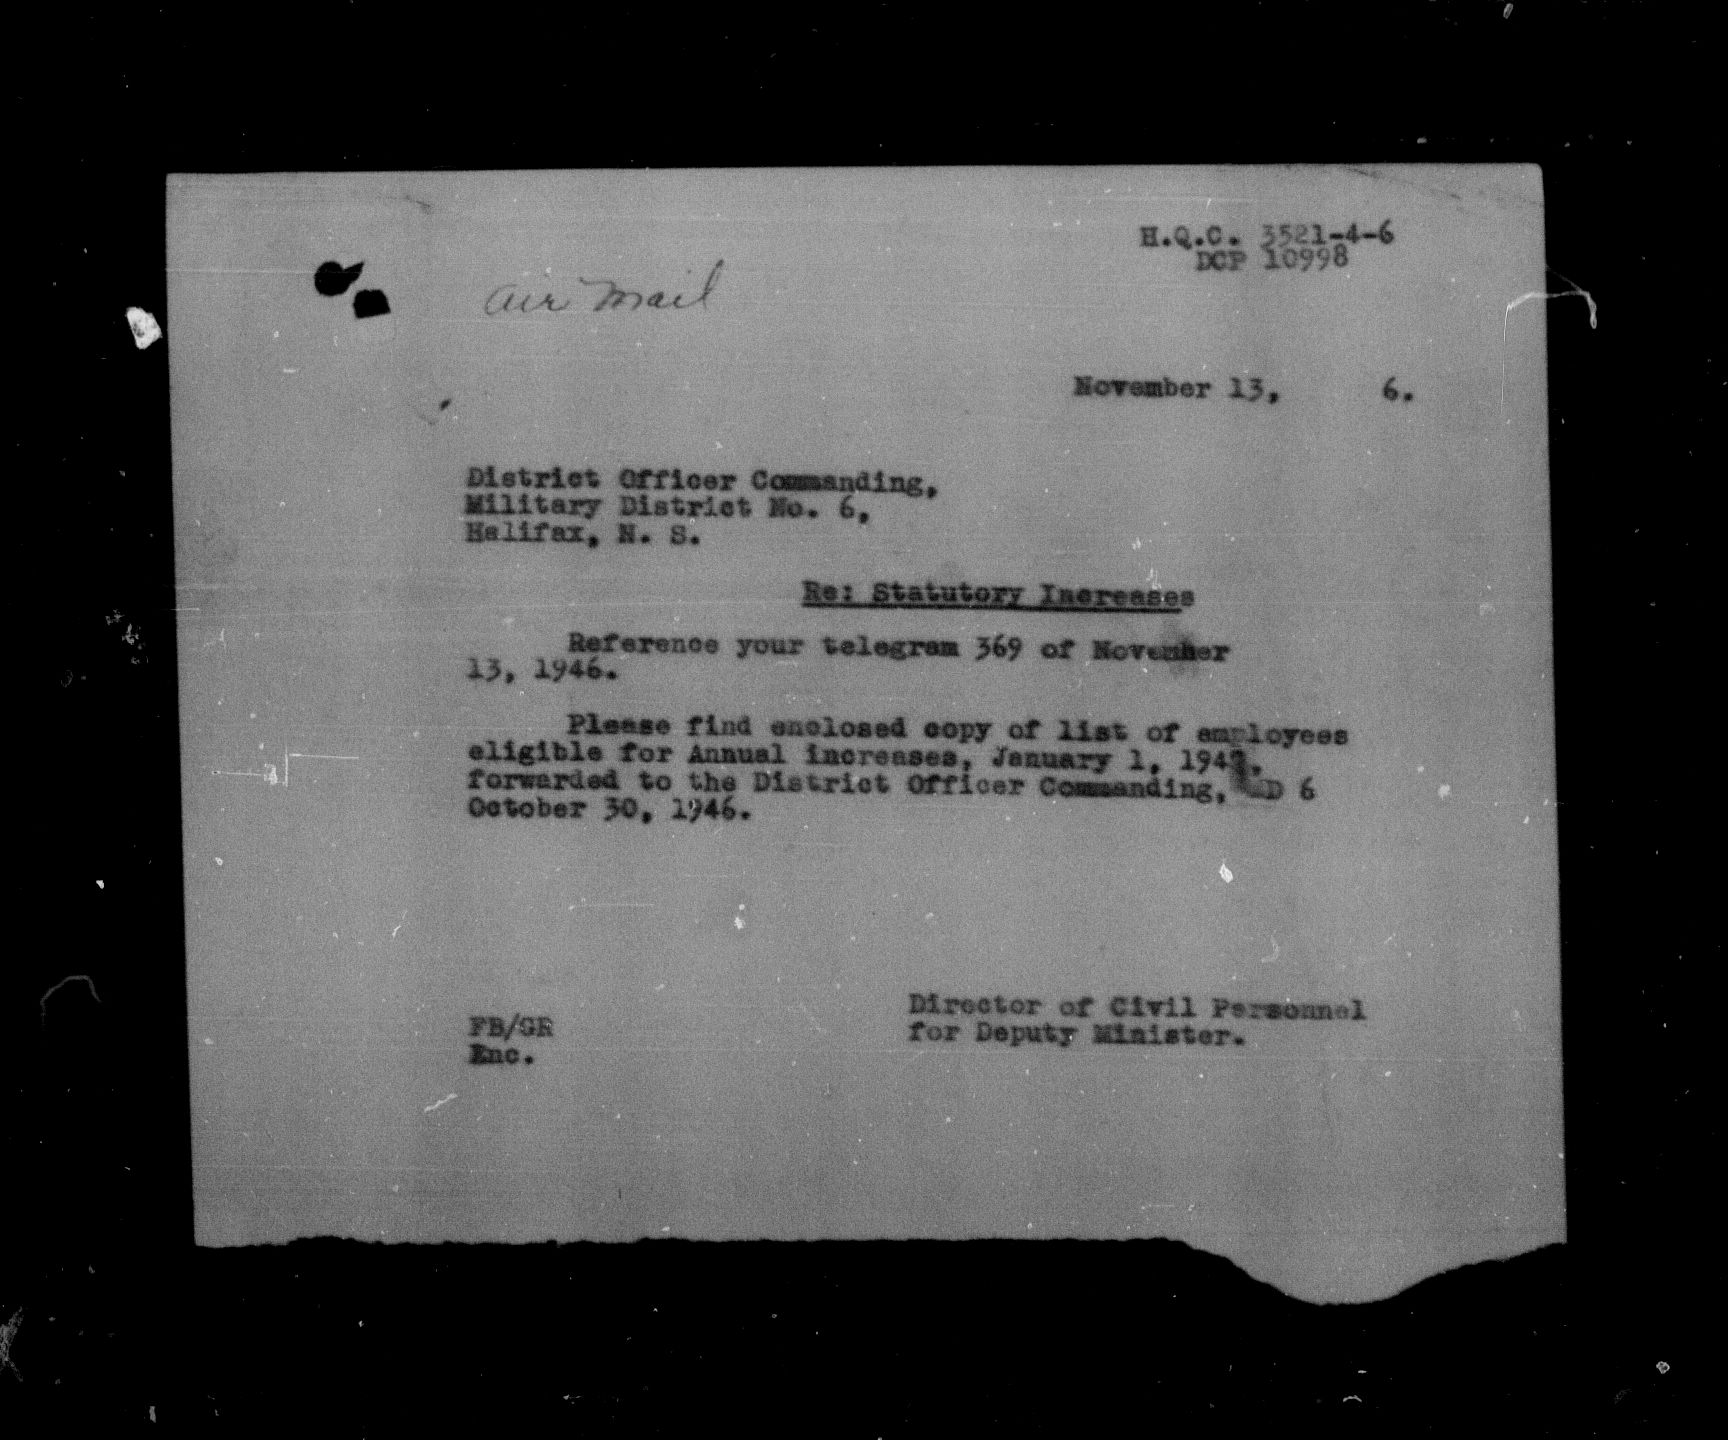 H.Q.C. 3521-4-6
DCP 10998
Air Mail
November 13, 6.
District Officer Commanding,
Military District No. 6,
Halifax, N. S.
Re: Statutory Increases
Reference your telegram 369 of November
13, 1946.
Please find enclosed copy of list of employees
eligible for Annual increases, January 1,
forwarded to the District Officer Commanding, D 6
October 30, 1946.
Director of Civil Personnel
for Deputy Minister.
FB/GR
Enc.